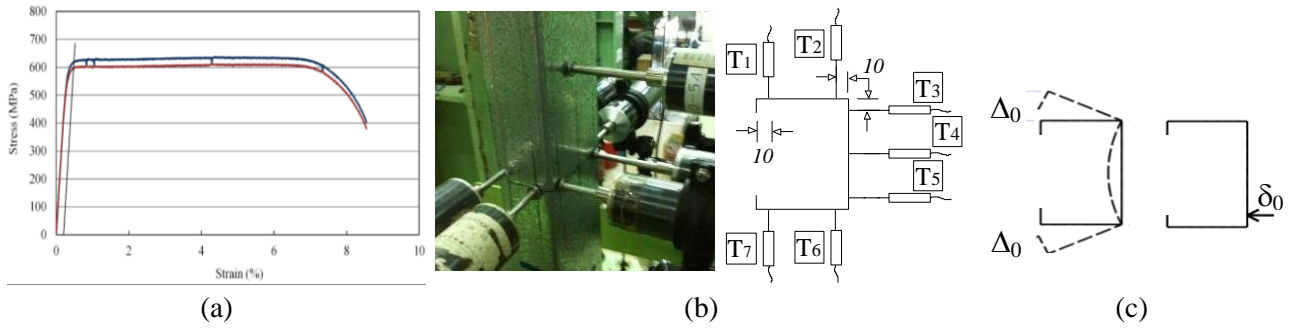 800
700
600
500
400
300
200
100
0
Stress (MPa)
0 2 4 6 8 10
Strain (%)
(a)
T1
T2
10
T3
T4
10
T5
T7
T6
(b)
Δ0
Δ0
δ0
(c)